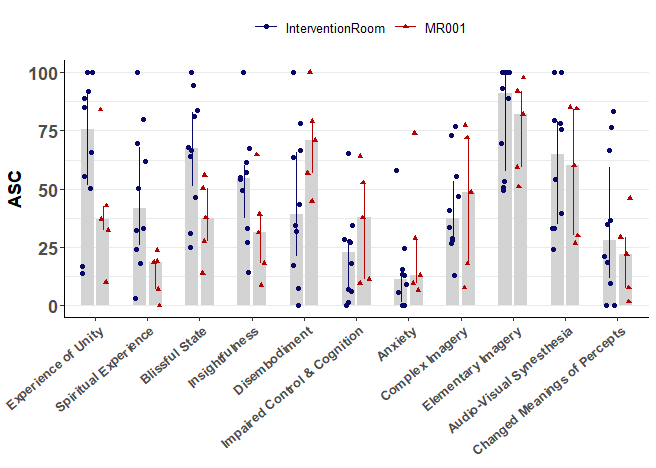 InterventionRoom MR001
100
75
50
25
0
ASC
Experience of Unity
Spiritual Experience
Blissful State
Insightfulness
Disembodiment
Impaired Control & Cognition
Anxiety
Complex Imagery
Elementary Imagery
Audio-Visual Synesthesia
Changed Meanings of Percepts